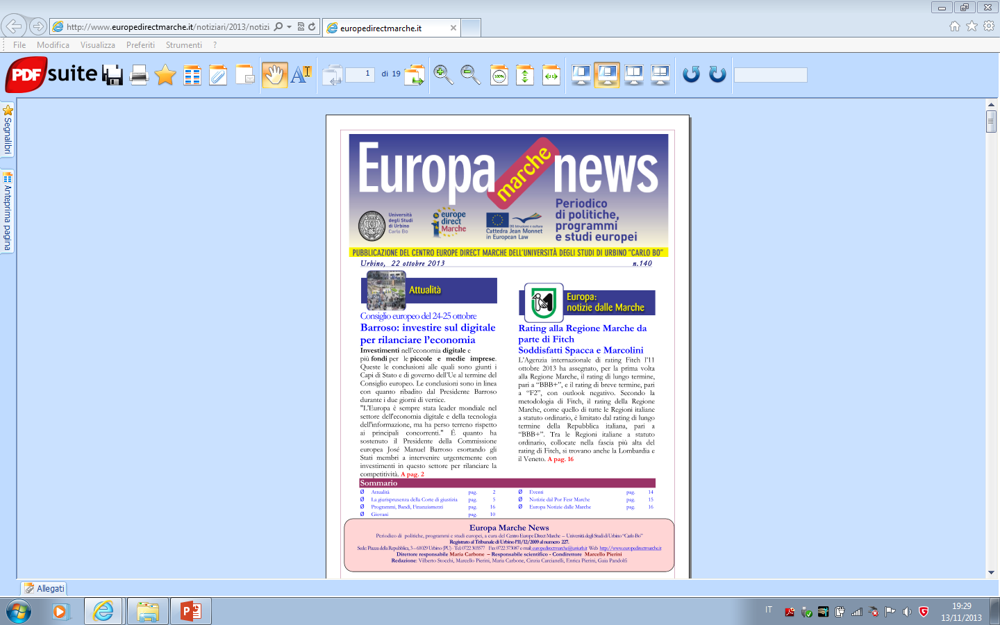 http://www.europedirectmarche.it/notiziari/2013/notizi
europedirectmarche.it
File Modifica Visualizza Preferiti Strumenti ?
PDF suite
1 di 19
100%
Segnalibri
Anteprima pagina
Europa marche news
Periodico
di politiche,
programmi
e studi europei
Università
degli Studi
di Urbino
Carlo Bo
europe
direct
Marche
DG Istruzione e cultura
Cattedra Jean Monnet
in European Law
PUBBLICAZIONE DEL CENTRO EUROPE DIRECT MARCHE DELL'UNIVERSITÀ DEGLI STUDI DI URBINO "CARLO BO"
Urbino, 22 ottobre 2013 n.140
Attualità
Consiglio europeo del 24-25 ottobre
Barroso: investire sul digitale
per rilanciare l'economia
Investimenti nell'economia digitale e
più fondi per le piccole e medie imprese.
Queste le conclusioni alle quali sono giunti i
Capi di Stato e di governo dell'Ue al termine del
Consiglio europeo. Le conclusioni sono in linea
con quanto ribadito dal Presidente Barroso
durante i due giorni di vertice.
"L'Europa è sempre stata leader mondiale nel
settore dell'economia digitale e della tecnologia
dell'informazione, ma ha perso terreno rispetto
ai principali concorrenti." È quanto ha
sostenuto il Presidente della Commissione
europea José Manuel Barroso esortando gli
Stati membri a intervenire urgentemente con
investimenti in questo settore per rilanciare la
competitività. A pag. 2
Europa:
notizie dalle Marche
Rating alla Regione Marche da
parte di Fitch
Soddisfatti Spacca e Marcolini
L'Agenzia internazionale di rating Fitch l'11
ottobre 2013 ha assegnato, per la prima volta
alla Regione Marche, il rating di lungo termine,
pari a "BBB+", e il rating di breve termine, pari
a "F2", con outlook negativo. Secondo la
metodologia di Fitch, il rating della Regione
Marche, come quello di tutte le Regioni italiane
a statuto ordinario, è limitato dal rating di lungo
termine della Repubblica italiana, pari a
"BBB+". Tra le Regioni italiane a statuto
ordinario, collocate nella fascia più alta del
rating di Fitch, si trovano anche la Lombardia e
il Veneto. A pag. 16
Sommario
Ø Attualità pag. 2
Ø La giurisprusenza della Corte di giustizia pag. 5
Ø Programmi, Bandi, Finanziamenti pag. 16
Ø Giovani pag. 10
Ø Eventi pag. 14
Ø Notizie dal Por Fesr Marche pag. 15
Ø Europa Notizie dalle Marche pag. 16
Europa Marche News
Periodico di politiche, programmi e studi europei, a cura del Centro Europe Direct Marche – Università degli Studi di Urbino "Carlo Bo"
Registrato al Tribunale di Urbino l'11/12/2009 al numero 227.
Sede: Piazza della Repubblica, 3 – 61029 Urbino (PU) - Tel. 0722 303577 Fax 0722 373087 e-mail: europedirectmarche@uniurb.it Web http://www.europedirectmarche.it
Direttore responsabile Maria Carbone – Responsabile scientifico - Condirettore Marcello Pierini
Redazione: Vilberto Stocchi, Marcello Pierini, Maria Carbone, Cinzia Carcianelli, Enrica Pierini, Gaia Pandolfi
Allegati
IT
19:29
13/11/2013